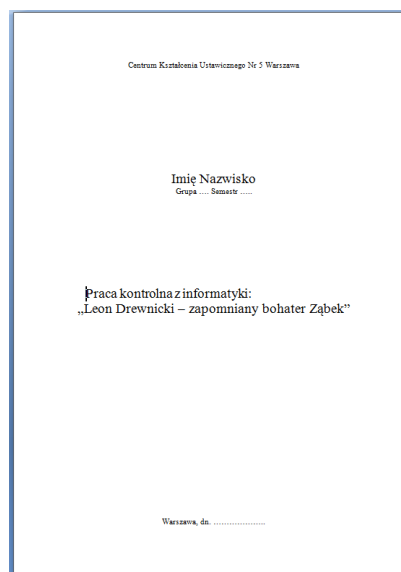 Centrum Kształcenia Ustawicznego Nr 5 Warszawa
Imię Nazwisko
Grupa .... Semestr .....
Praca kontrolna z informatyki:
„Leon Drewnicki – zapomniany bohater Ząbek”
Warszawa, dn. ....................